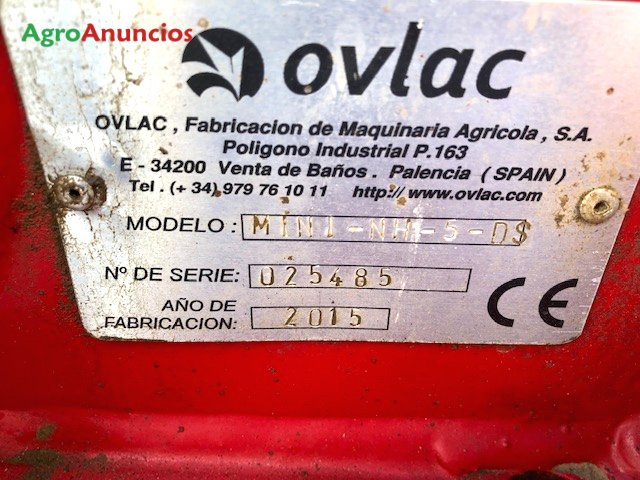 AgroAnuncios
ovlac
OVLAC , Fabricacion de Maquinaria Agricola , S.A.
Poligono Industrial P.163
E - 34200 Venta de Baños . Palencia ( SPAIN )
Tel . (+ 34) 979 76 10 11 http://www.ovlac.com
MODELO : MINI-NH-5-DS
Nº DE SERIE: 025485
AÑO DE
FABRICACION: 2015
CE